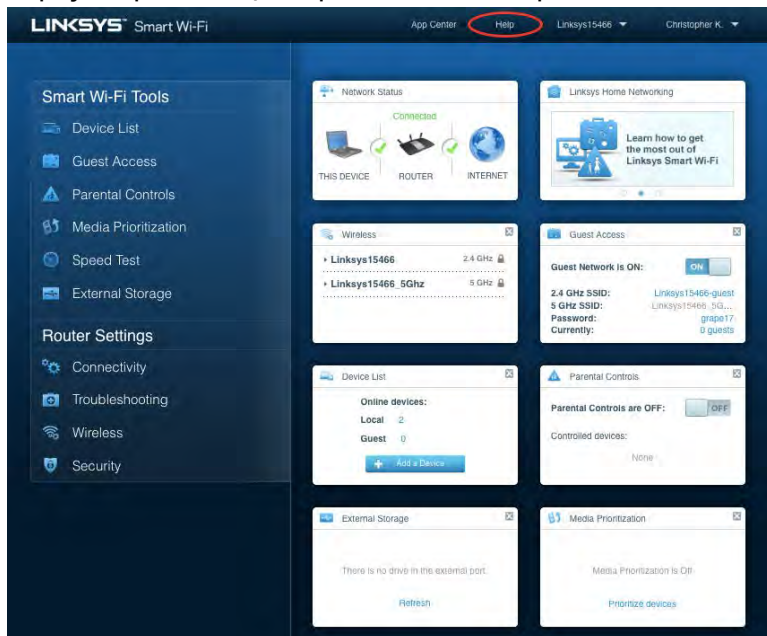 LINKSYS™ Smart Wi-Fi
App Center
Help
Linksys15466
Christopher K.
Smart Wi-Fi Tools
Device List
Guest Access
Parental Controls
Media Prioritization
Speed Test
External Storage
Router Settings
Connectivity
Troubleshooting
Wireless
Security
Network Status
Connected
THIS DEVICE
ROUTER
INTERNET
Linksys Home Networking
Learn how to get
the most out of
Linksys Smart Wi-Fi
Wireless
Linksys15466 2.4 GHz
Linksys15466_5Ghz 5 GHz
Guest Access
Guest Network is ON: ON
2.4 GHz SSID: Linksys15466-guest
5 GHz SSID: Linksys15466_5G...
Password: grape17
Currently: 0 guests
Device List
Online devices:
Local 2
Guest 0
Add a Device
Parental Controls
Parental Controls are OFF: OFF
Controlled devices:
None
External Storage
There is no drive in the external port.
Refresh
Media Prioritization
Media Prioritization is Off
Prioritize devices